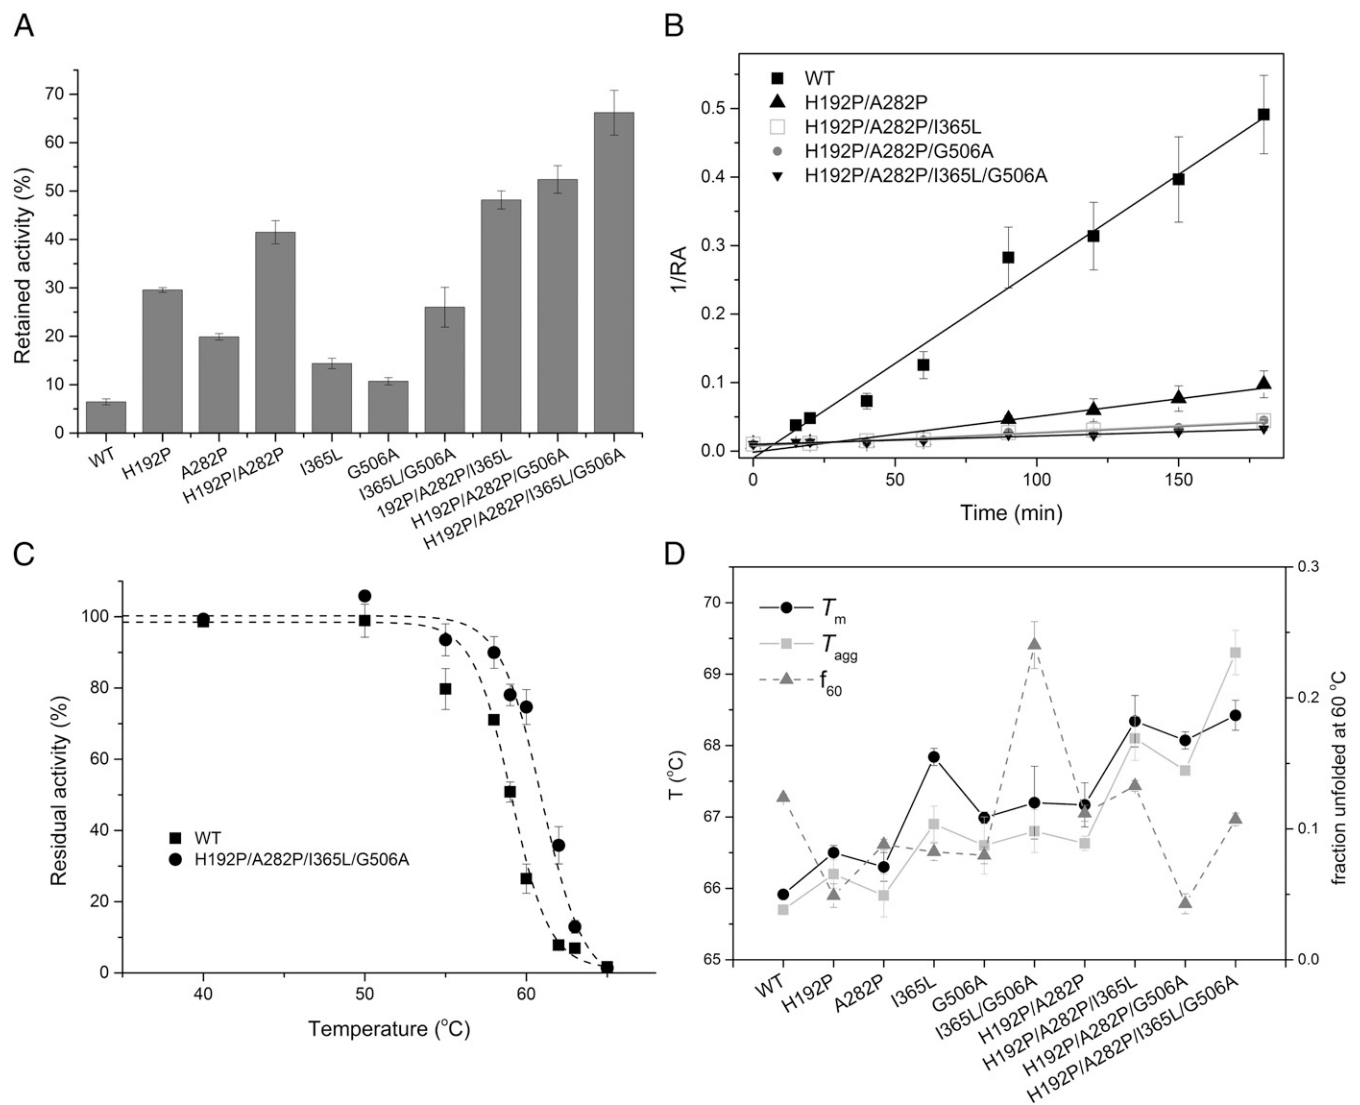 A
Retained activity (%)
70
60
50
40
30
20
10
0
WT
H192P
A282P
H192P/A282P
I365L
G506A
I365L/G506A
192P/A282P/I365L
H192P/A282P/G506A
H192P/A282P/I365L/G506A
B
1/RA
0.5
0.4
0.3
0.2
0.1
0.0
WT
H192P/A282P
H192P/A282P/I365L
H192P/A282P/G506A
H192P/A282P/I365L/G506A
0 50 100 150
Time (min)
C
Residual activity (%)
100
80
60
40
20
0
WT
H192P/A282P/I365L/G506A
40 50 60
Temperature (°C)
D
T (°C)
70
69
68
67
66
65
Tm
Tagg
f60
0.3
0.2
0.1
0.0
fraction unfolded at 60 °C
WT
H192P
A282P
I365L
G506A
I365L/G506A
H192P/A282P
H192P/A282P/I365L
H192P/A282P/G506A
H192P/A282P/I365L/G506A